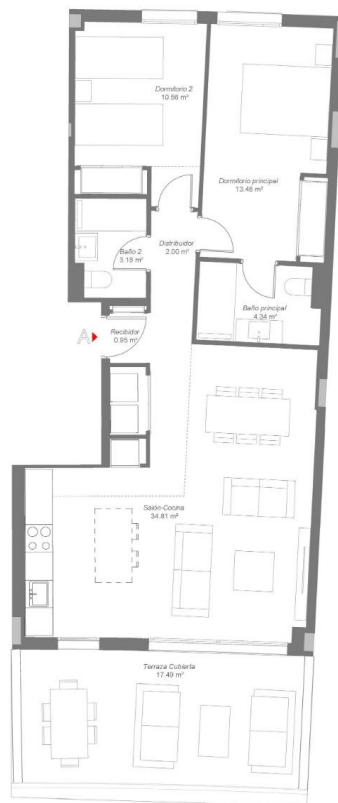 Dormitorio 2
10.56 m²
Dormitorio principal
13.46 m²
Baño 2
3.18 m²
Distribuidor
2.00 m²
Baño principal
4.34 m²
A
Recibidor
0.95 m²
Salón-Cocina
34.81 m²
Terraza Cubierta
17.49 m²